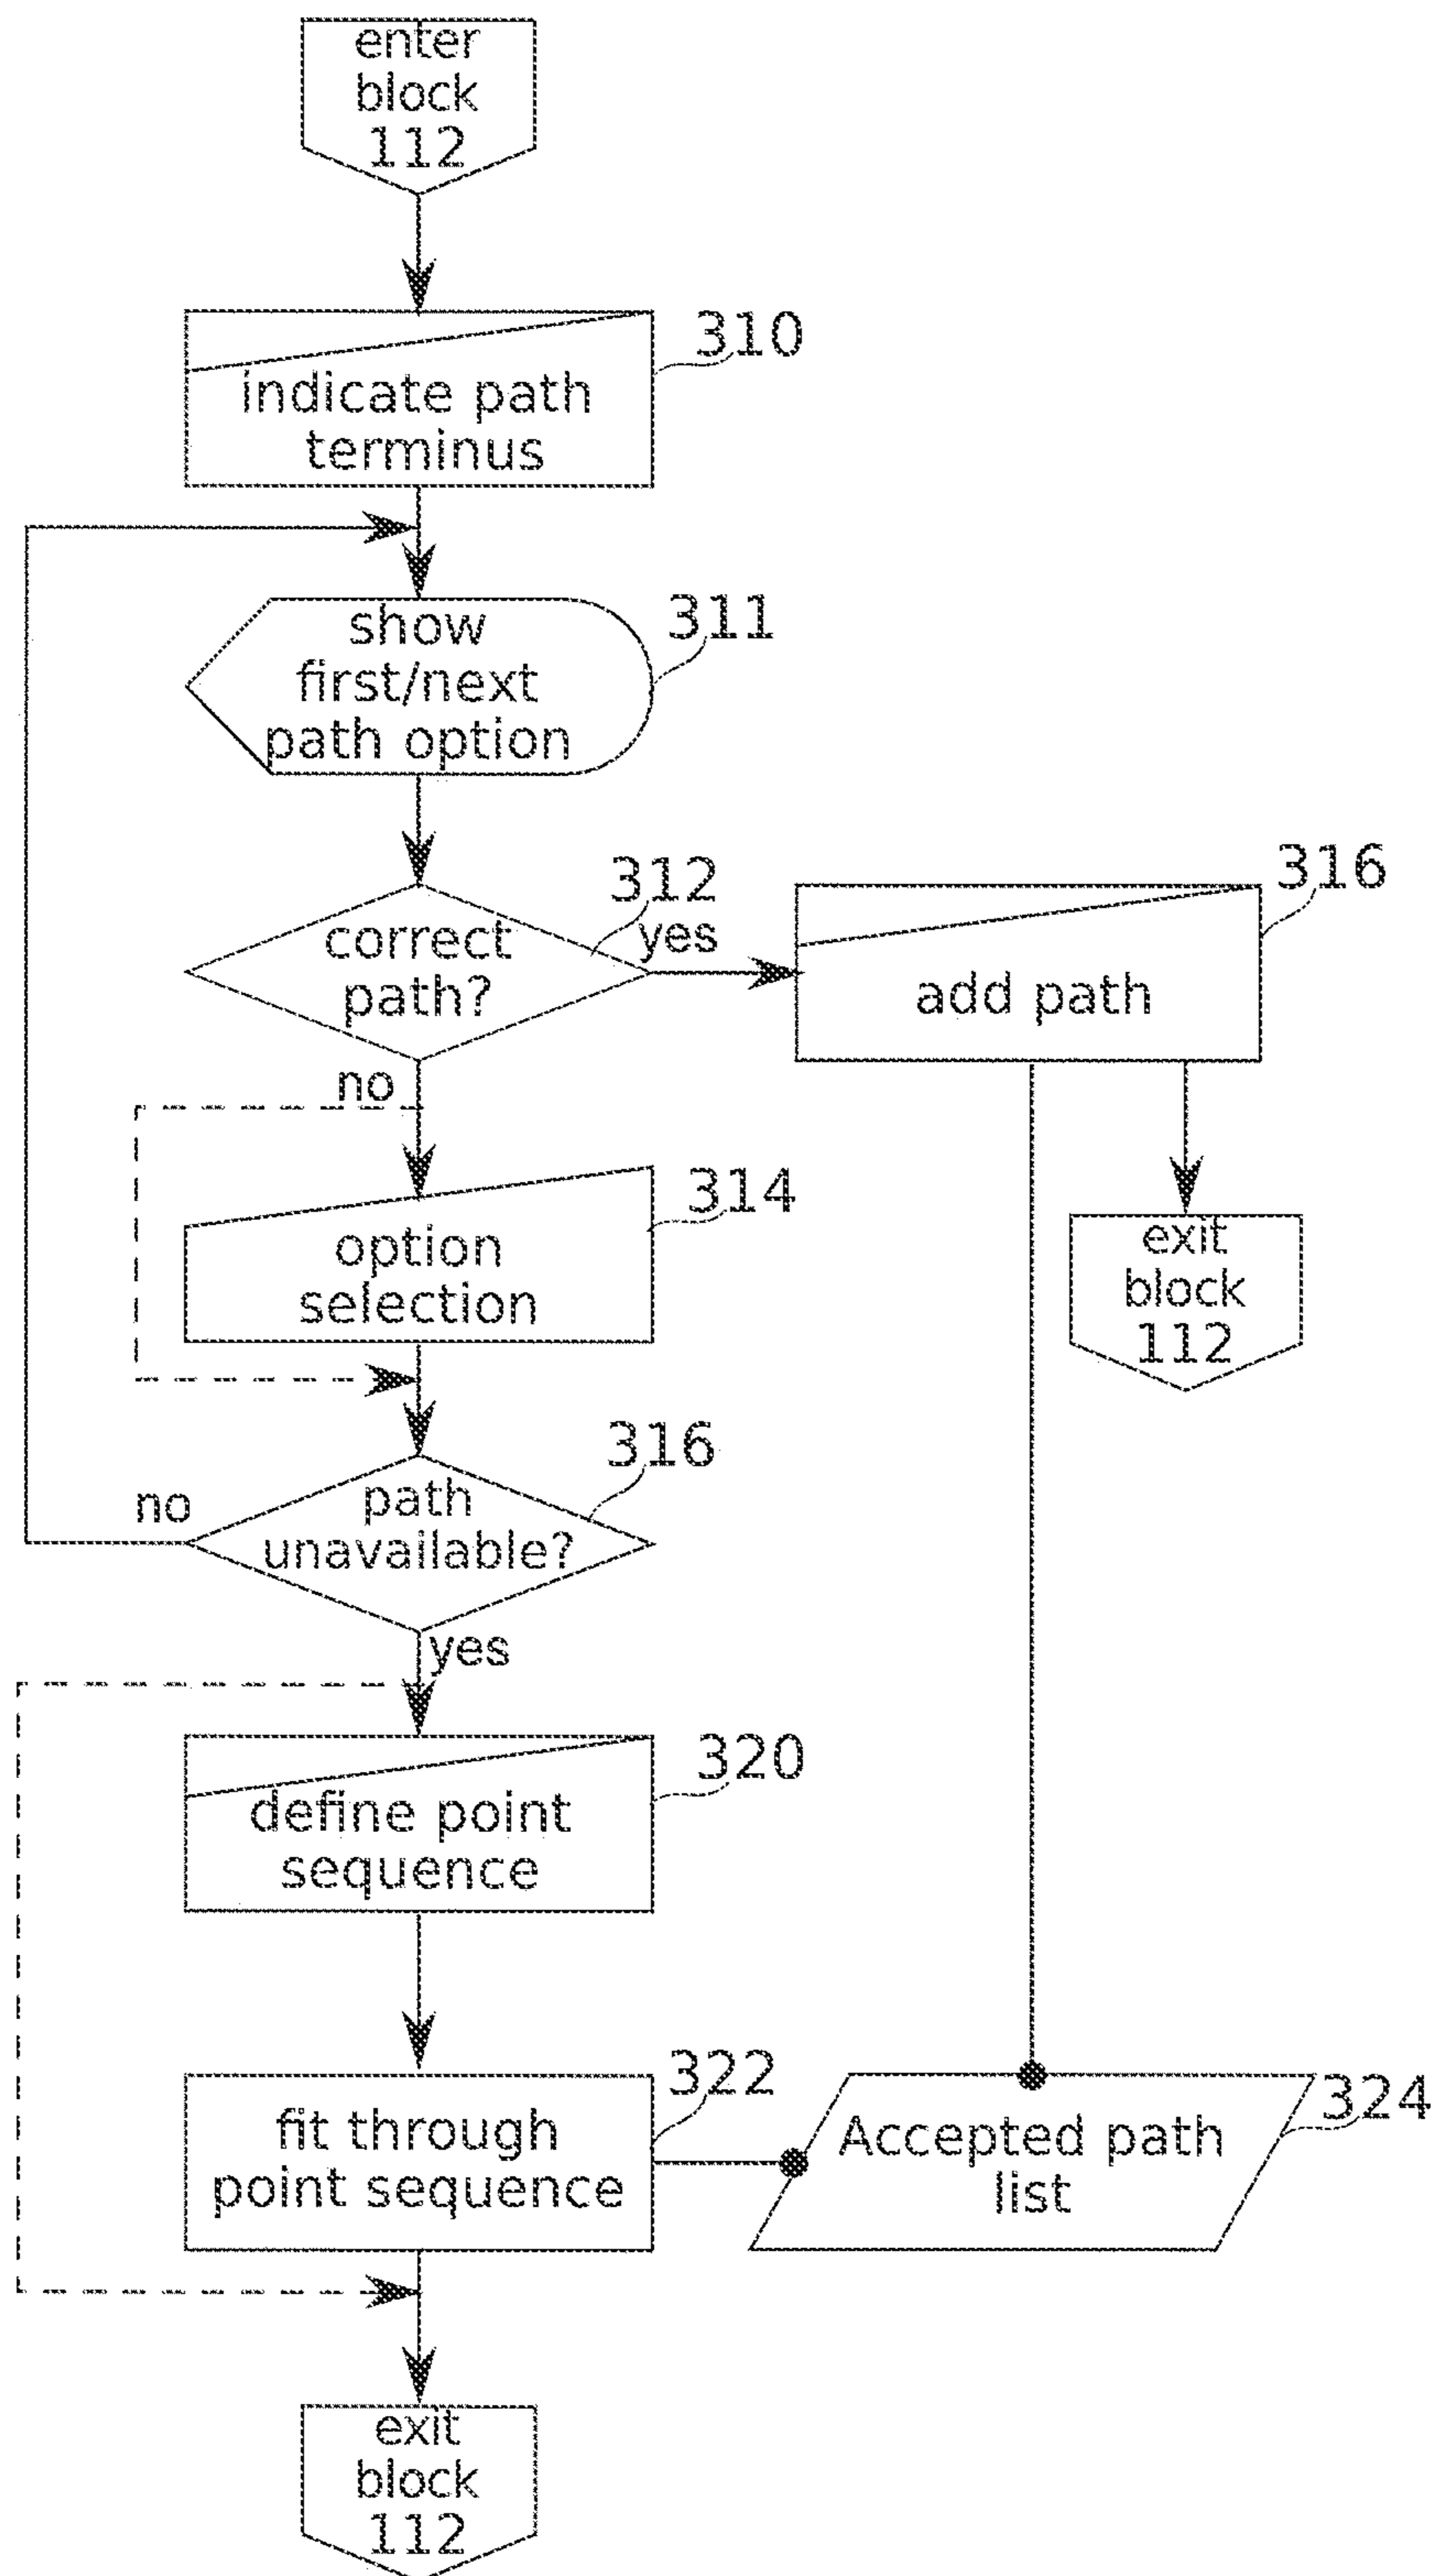 enter
block
112
310
indicate path
terminus
311
show
first/next
path option
312
correct
path?
yes
316
add path
no
314
option
selection
exit
block
112
316
path
unavailable?
no
yes
320
define point
sequence
322
fit through
point sequence
324
Accepted path
list
exit
block
112